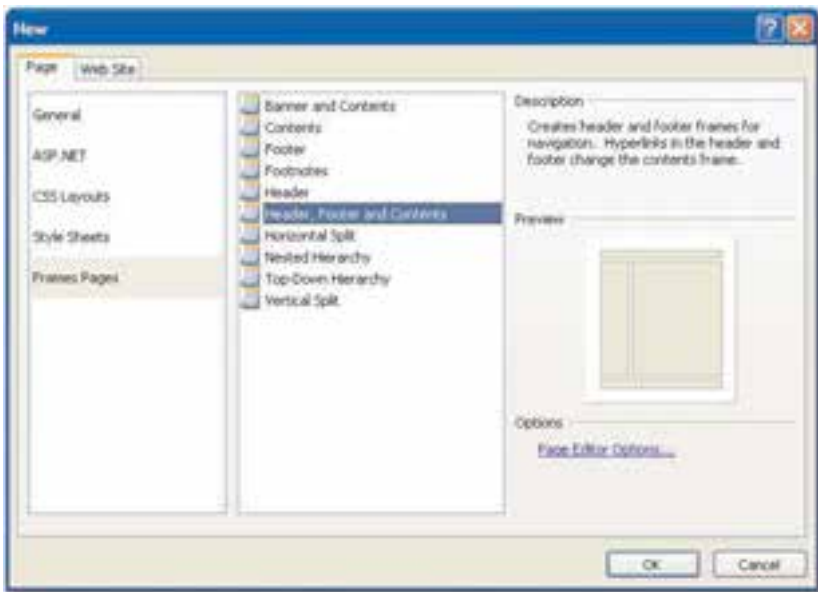 New
Page
Web Site
General
ASP.NET
CSS Layouts
Style Sheets
Frames Pages
Banner and Contents
Contents
Footer
Footnotes
Header
Header, Footer and Contents
Horizontal Split
Nested Hierarchy
Top-Down Hierarchy
Vertical Split
Description
Creates header and footer frames for
navigation. Hyperlinks in the header and
footer change the contents frame.
Preview
Options
Page Editor Options...
OK
Cancel